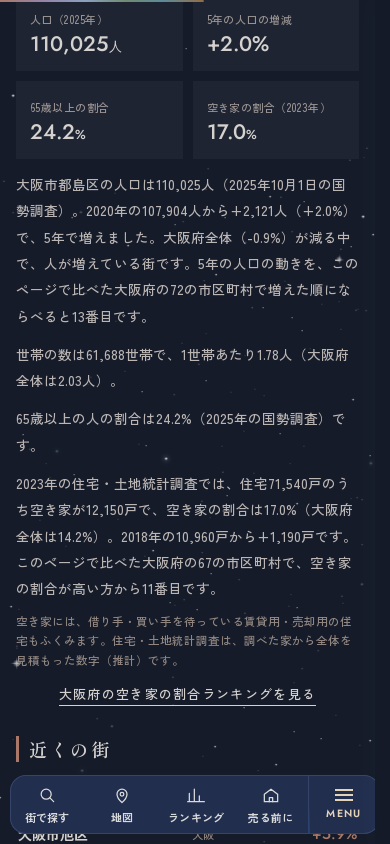 人口（2025年）
110,025人
5年の人口の増減
+2.0%
65歳以上の割合
24.2%
空き家の割合（2023年）
17.0%
大阪市都島区の人口は110,025人（2025年10月1日の国
勢調査）。2020年の107,904人から+2,121人（+2.0%）
で、5年で増えました。大阪府全体（-0.9%）が減る中
で、人が増えている街です。5年の人口の動きを、この
ページで比べた大阪府の72の市区町村で増えた順にな
らべると13番目です。
世帯の数は61,688世帯で、1世帯あたり1.78人（大阪府
全体は2.03人）。
65歳以上の人の割合は24.2%（2025年の国勢調査）で
す。
2023年の住宅・土地統計調査では、住宅71,540戸のう
ち空き家が12,150戸で、空き家の割合は17.0%（大阪府
全体は14.2%）。2018年の10,960戸から+1,190戸です。
このページで比べた大阪府の67の市区町村で、空き家
の割合が高い方から11番目です。
空き家には、借り手・買い手を待っている賃貸用・売却用の住
宅もふくみます。住宅・土地統計調査は、調べた家から全体を
見積もった数字（推計）です。
大阪府の空き家の割合ランキングを見る
近くの街
街で探す
地図
ランキング
売る前に
MENU
大阪市旭区
大阪